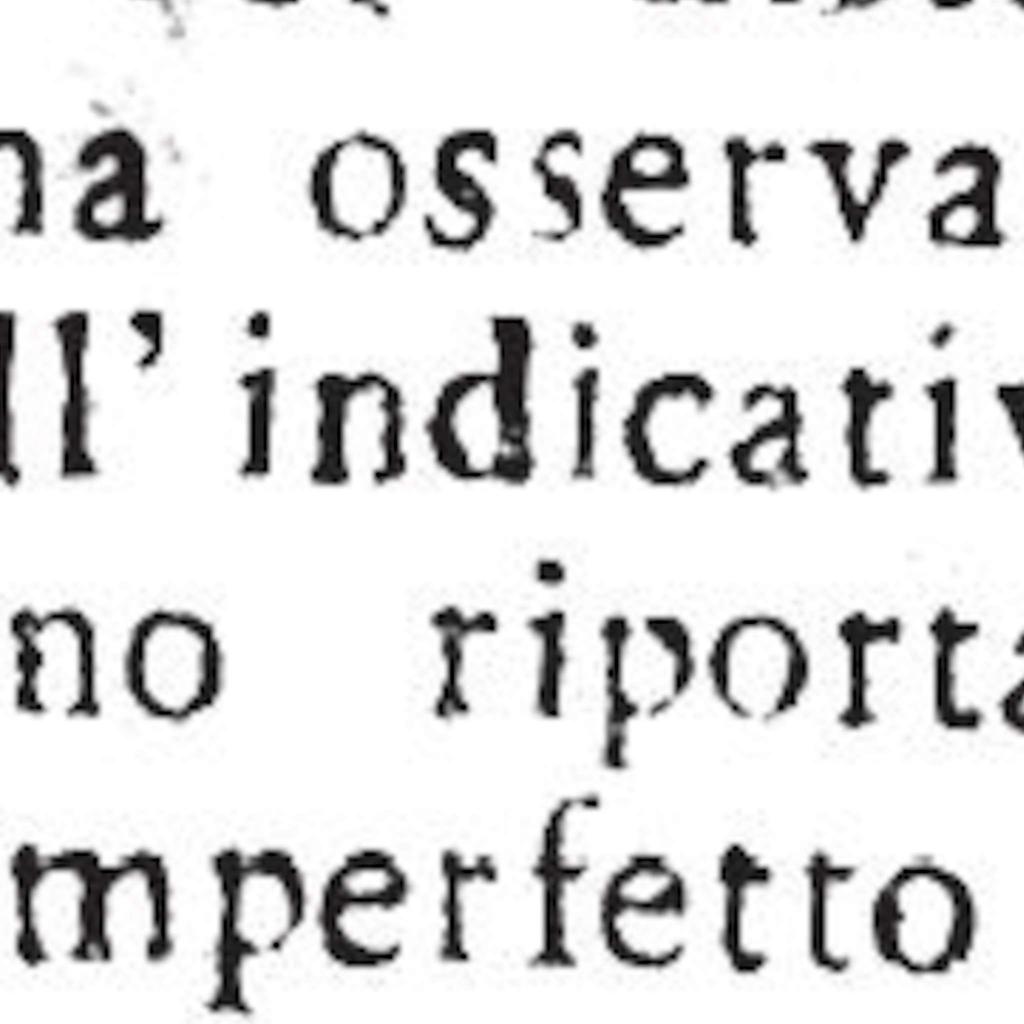 na osserva
ll' indicativ
no riporta
mperfetto